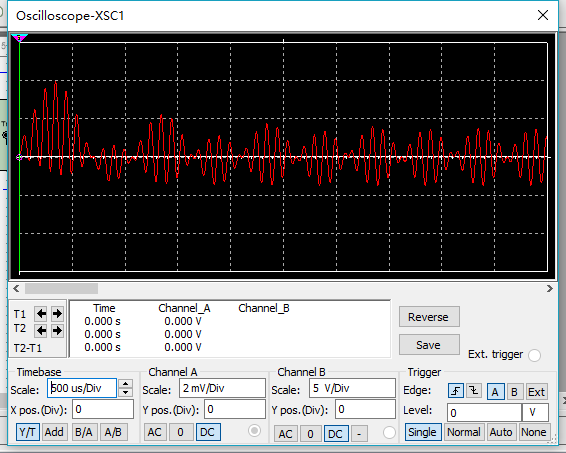 Oscilloscope-XSC1
Time Channel_A Channel_B
T1 0.000 s 0.000 V
T2 0.000 s 0.000 V
T2-T1 0.000 s 0.000 V
Reverse
Save
Ext. trigger
Timebase
Scale: 500 us/Div
X pos.(Div): 0
Y/T Add B/A A/B
Channel A
Scale: 2 mV/Div
Y pos.(Div): 0
AC 0 DC
Channel B
Scale: 5 V/Div
Y pos.(Div): 0
AC 0 DC -
Trigger
Edge: A B Ext
Level: 0 V
Single Normal Auto None